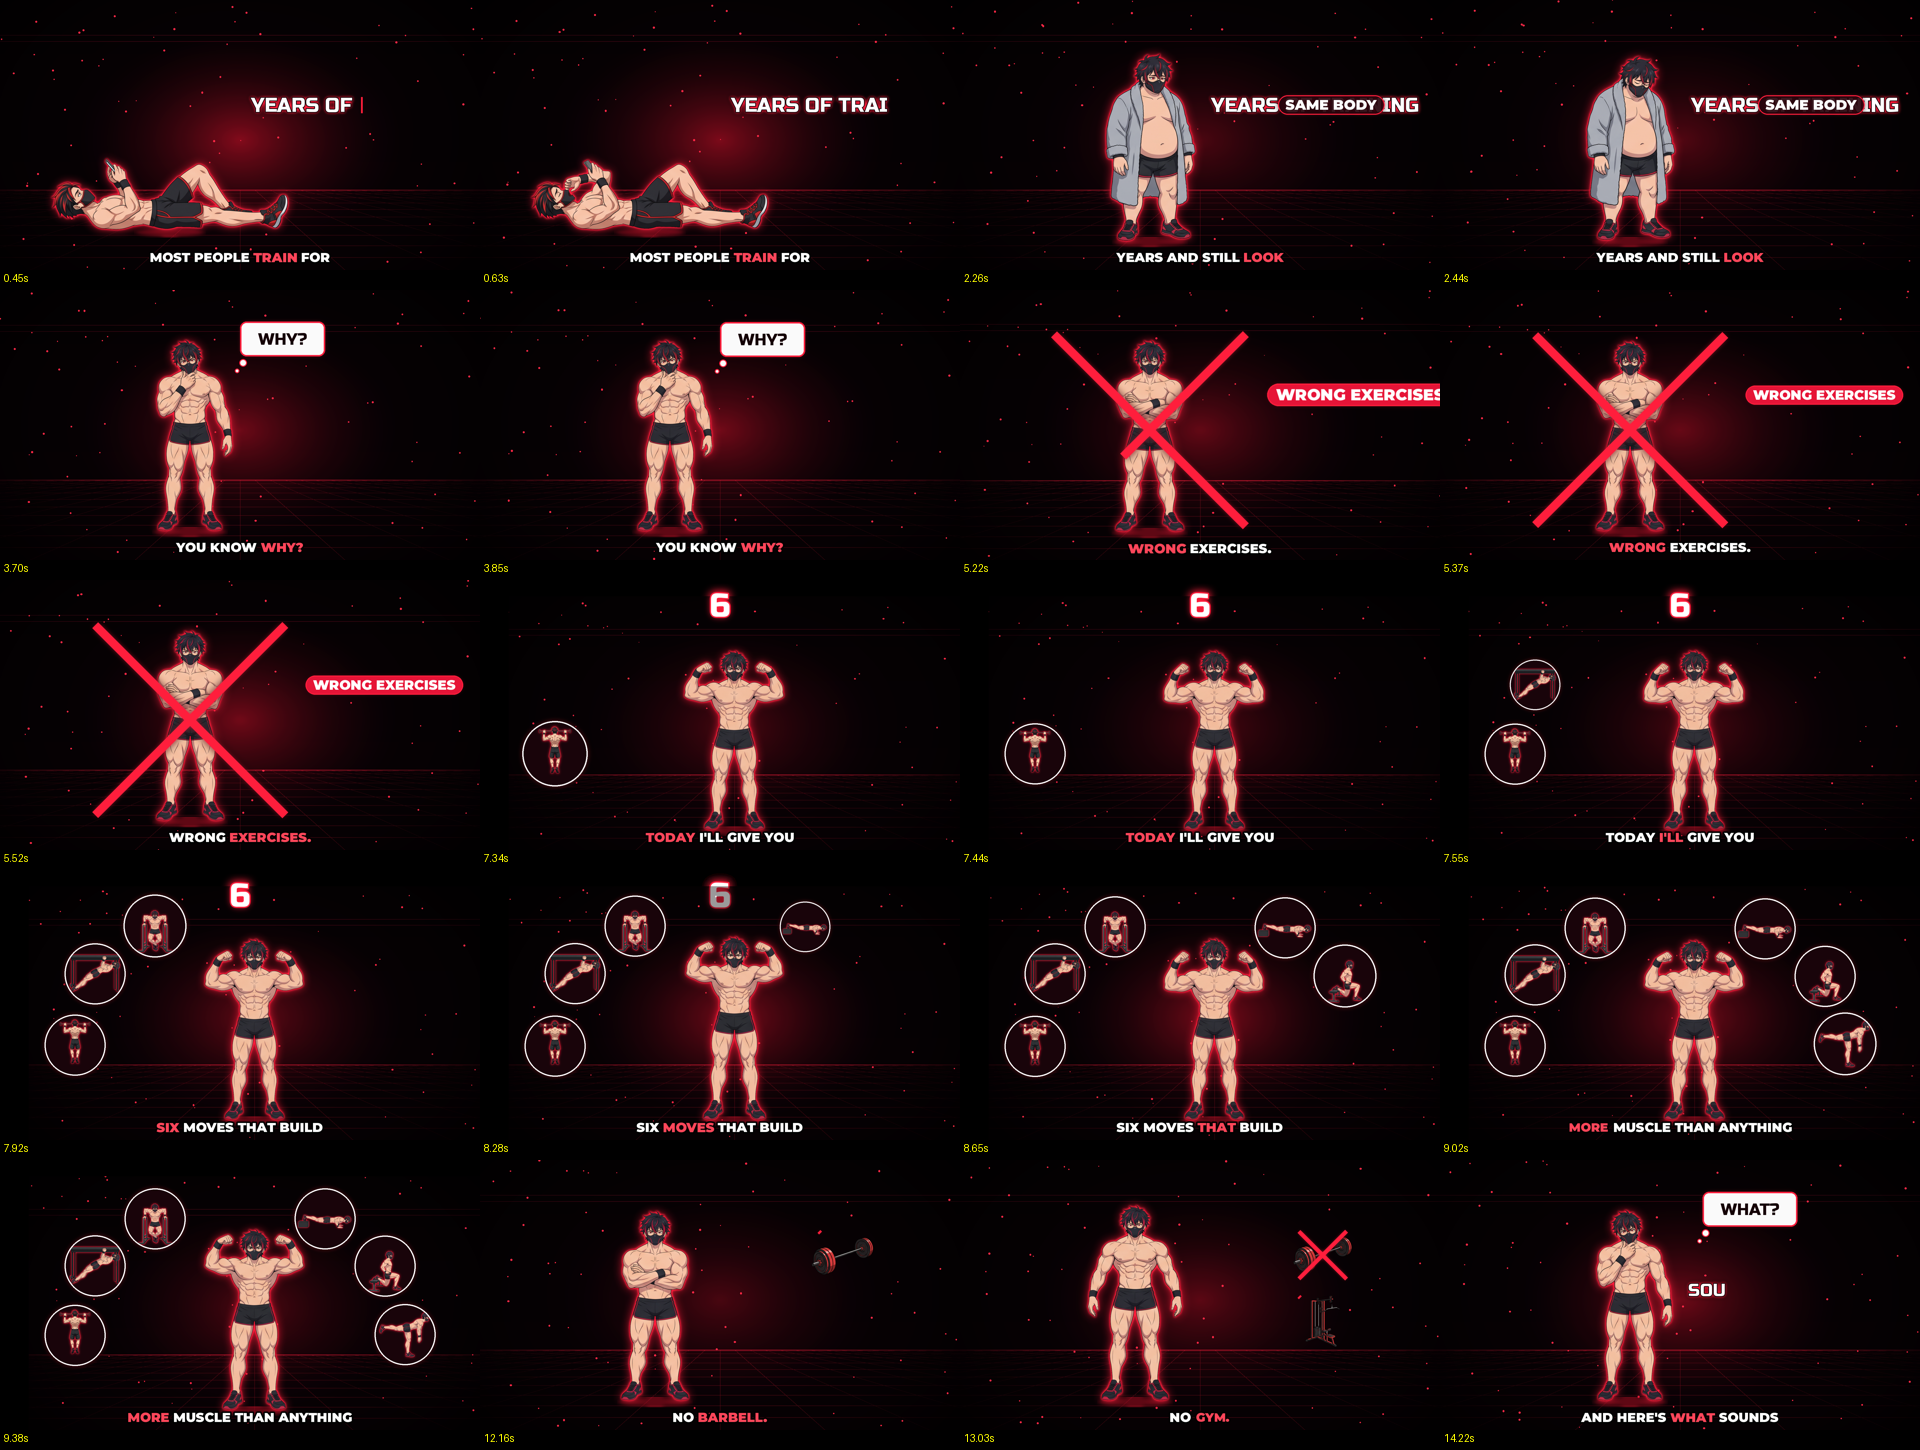 YEARS OF
MOST PEOPLE TRAIN FOR
0.45s
YEARS OF TRAI
MOST PEOPLE TRAIN FOR
0.63s
YEARS SAME BODY ING
YEARS AND STILL LOOK
2.26s
YEARS SAME BODY ING
YEARS AND STILL LOOK
2.44s
WHY?
YOU KNOW WHY?
3.70s
WHY?
YOU KNOW WHY?
3.85s
WRONG EXERCISES
WRONG EXERCISES.
5.22s
WRONG EXERCISES
WRONG EXERCISES.
5.37s
WRONG EXERCISES
WRONG EXERCISES.
5.52s
6
TODAY I'LL GIVE YOU
7.34s
6
TODAY I'LL GIVE YOU
7.44s
6
TODAY I'LL GIVE YOU
7.55s
6
SIX MOVES THAT BUILD
7.92s
6
SIX MOVES THAT BUILD
8.28s
SIX MOVES THAT BUILD
8.65s
MORE MUSCLE THAN ANYTHING
9.02s
MORE MUSCLE THAN ANYTHING
9.38s
NO BARBELL.
12.16s
NO GYM.
13.03s
WHAT?
SOU
AND HERE'S WHAT SOUNDS
14.22s